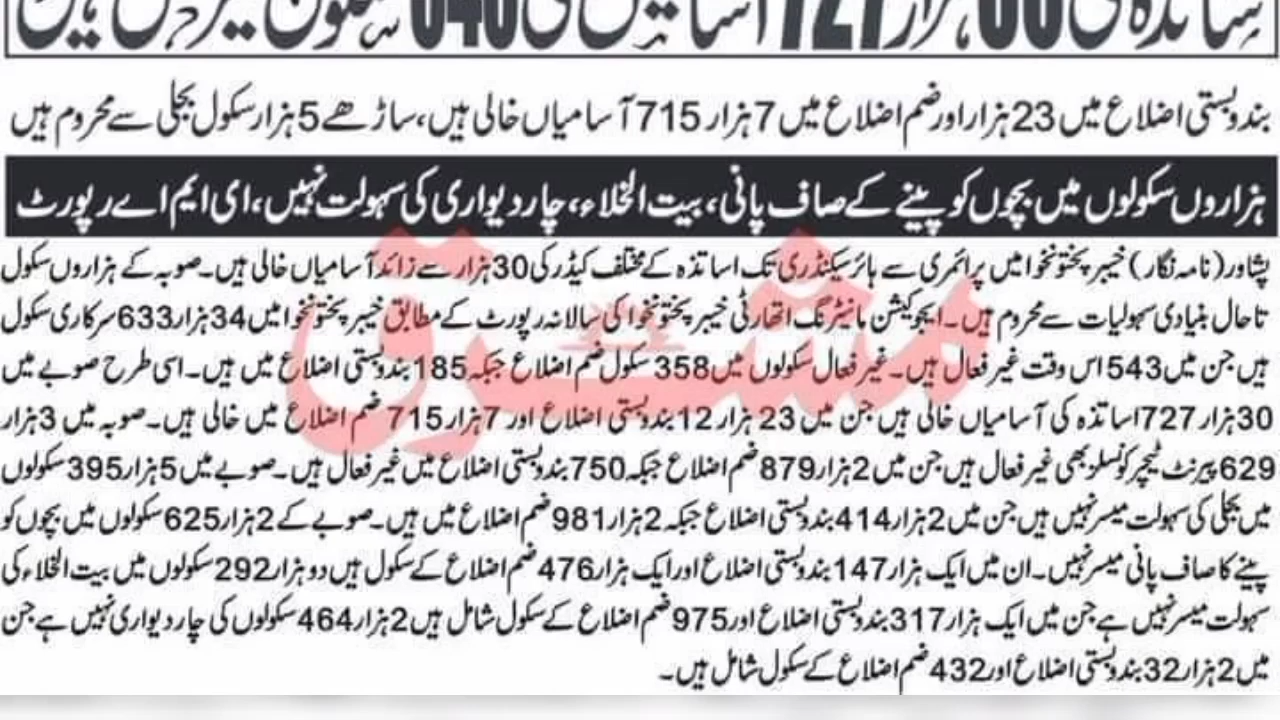 ہزار 727 اسامیاں
بندوبستی اضلاع میں 23 ہزار اور ضم اضلاع میں 7 ہزار 715 آسامیاں خالی ہیں، ساڑھے 5 ہزار سکول بجلی سے محروم ہیں
ہزاروں سکولوں میں بچوں کو پینے کے صاف پانی، بیت الخلاء، چار دیواری کی سہولت نہیں، ای ایم اے رپورٹ
پشاور (نامہ نگار) خیبر پختونخوا میں پرائمری سے ہائر سیکنڈری تک اساتذہ کے مختلف کیڈر کی 30 ہزار سے زائد آسامیاں خالی ہیں۔ صوبہ کے ہزاروں سکول
تاحال بنیادی سہولیات سے محروم ہیں۔ ایجوکیشن مانیٹرنگ اتھارٹی خیبر پختونخوا کی سالانہ رپورٹ کے مطابق خیبر پختونخوا میں 34 ہزار 633 سرکاری سکول
ہیں جن میں 543 اس وقت غیر فعال ہیں۔ غیر فعال سکولوں میں 358 سکول ضم اضلاع جبکہ 185 بندوبستی اضلاع میں ہیں۔ اسی طرح صوبے میں
30 ہزار 727 اساتذہ کی آسامیاں خالی ہیں جن میں 23 ہزار 12 بندوبستی اضلاع اور 7 ہزار 715 ضم اضلاع میں خالی ہیں۔ صوبہ میں 3 ہزار
629 پیرنٹ ٹیچر کونسلز بھی غیر فعال ہیں جن میں 2 ہزار 879 ضم اضلاع جبکہ 750 بندوبستی اضلاع میں غیر فعال ہیں۔ صوبے میں 5 ہزار 395 سکولوں
میں بجلی کی سہولت میسر نہیں ہیں جن میں 2 ہزار 414 بندوبستی اضلاع جبکہ 2 ہزار 981 ضم اضلاع میں ہیں۔ صوبے کے 2 ہزار 625 سکولوں میں بچوں کو
پینے کا صاف پانی میسر نہیں۔ ان میں ایک ہزار 147 بندوبستی اضلاع اور ایک ہزار 476 ضم اضلاع کے سکول ہیں دو ہزار 292 سکولوں میں بیت الخلاء کی
سہولت میسر نہیں ہے جن میں ایک ہزار 317 بندوبستی اضلاع اور 975 ضم اضلاع کے سکول شامل ہیں 2 ہزار 464 سکولوں کی چار دیواری نہیں ہے جن
میں 2 ہزار 32 بندوبستی اضلاع اور 432 ضم اضلاع کے سکول شامل ہیں۔
مشرق